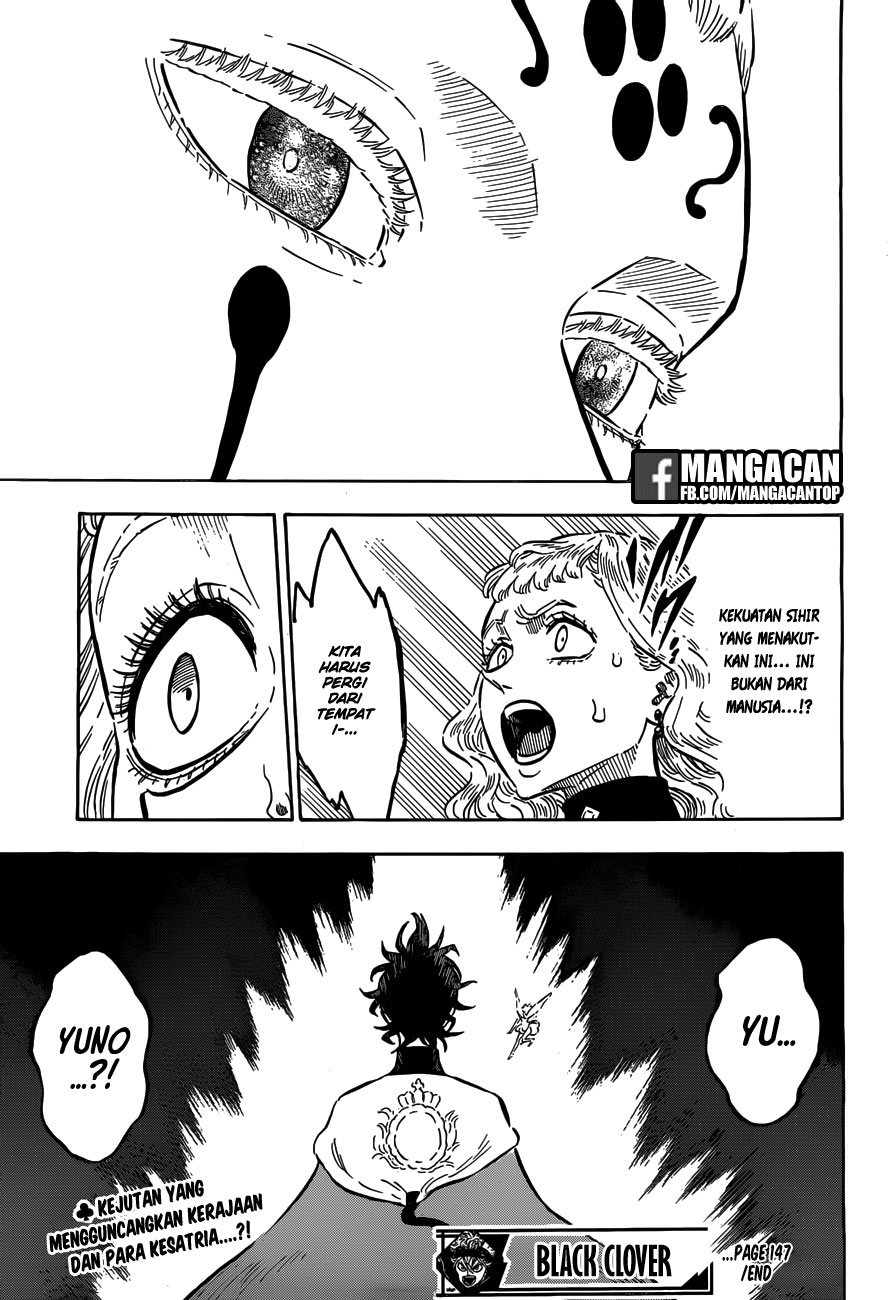 MANGACAN
FB.COM/MANGACANTOP
KEKUATAN SIHIR
YANG MENAKUT-
KAN INI... INI
BUKAN DARI
MANUSIA...!?
KITA
HARUS
PERGI
DARI
TEMPAT
I-...
YU...
YUNO
...?!
KEJUTAN YANG
MENGGUNCANGKAN KERAJAAN
DAN PARA KESATRIA....?!
BLACK CLOVER
...PAGE 147
/END